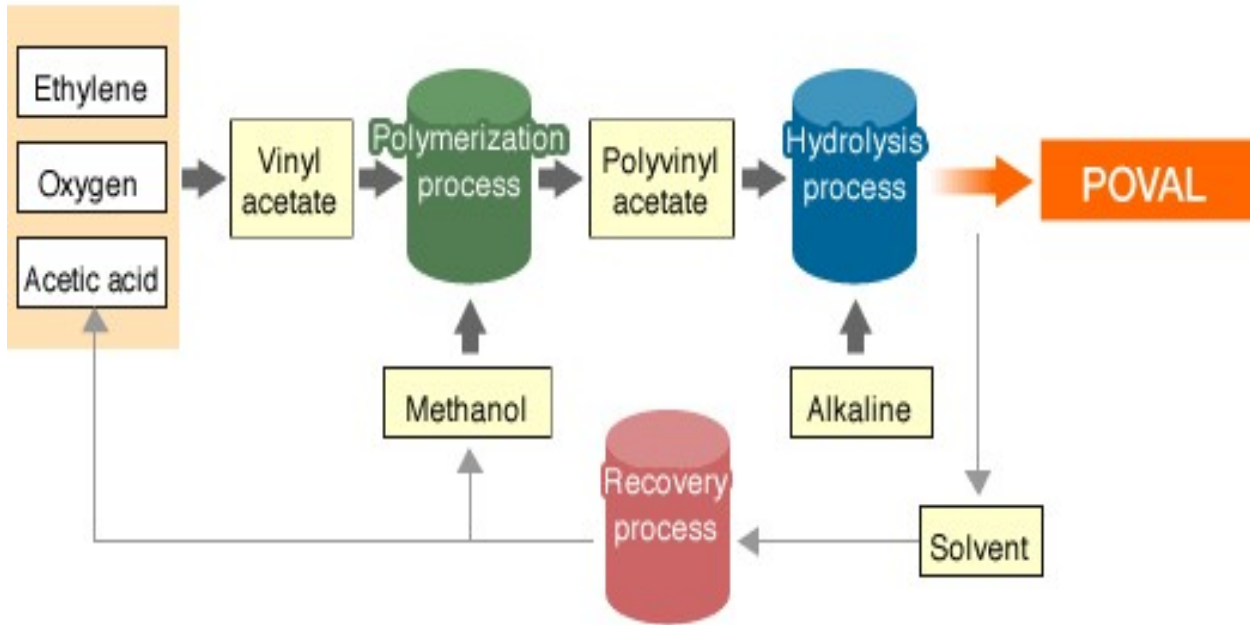 Ethylene
Oxygen
Acetic acid
Vinyl
acetate
Polymerization
process
Polyvinyl
acetate
Hydrolysis
process
POVAL
Methanol
Alkaline
Recovery
process
Solvent